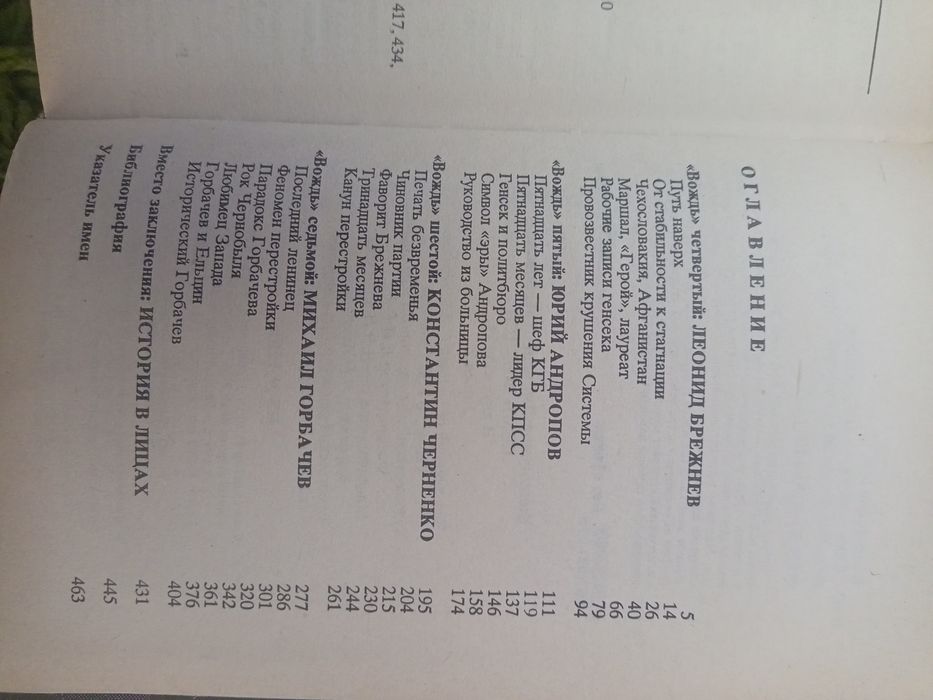 0
417, 434,
ОГЛАВЛЕНИЕ
«Вождь» четвертый: ЛЕОНИД БРЕЖНЕВ 5
Путь наверх 14
От стабильности к стагнации 26
Чехословакия, Афганистан 40
Маршал, «Герой», лауреат 66
Рабочие записи генсека 79
Провозвестник крушения Системы 94
«Вождь» пятый: ЮРИЙ АНДРОПОВ 111
Пятнадцать лет — шеф КГБ 119
Пятнадцать месяцев — лидер КПСС 137
Генсек и политбюро 146
Символ «эры» Андропова 158
Руководство из больницы 174
«Вождь» шестой: КОНСТАНТИН ЧЕРНЕНКО 195
Печать безвременья 204
Чиновник партии 215
Фаворит Брежнева 230
Тринадцать месяцев 244
Канун перестройки 261
«Вождь» седьмой: МИХАИЛ ГОРБАЧЕВ 277
Последний ленинец 286
Феномен перестройки 301
Парадокс Горбачева 320
Рок Чернобыля 342
Любимец Запада 361
Горбачев и Ельцин 376
Исторический Горбачев 404
Вместо заключения: ИСТОРИЯ В ЛИЦАХ 431
Библиография 445
Указатель имен 463